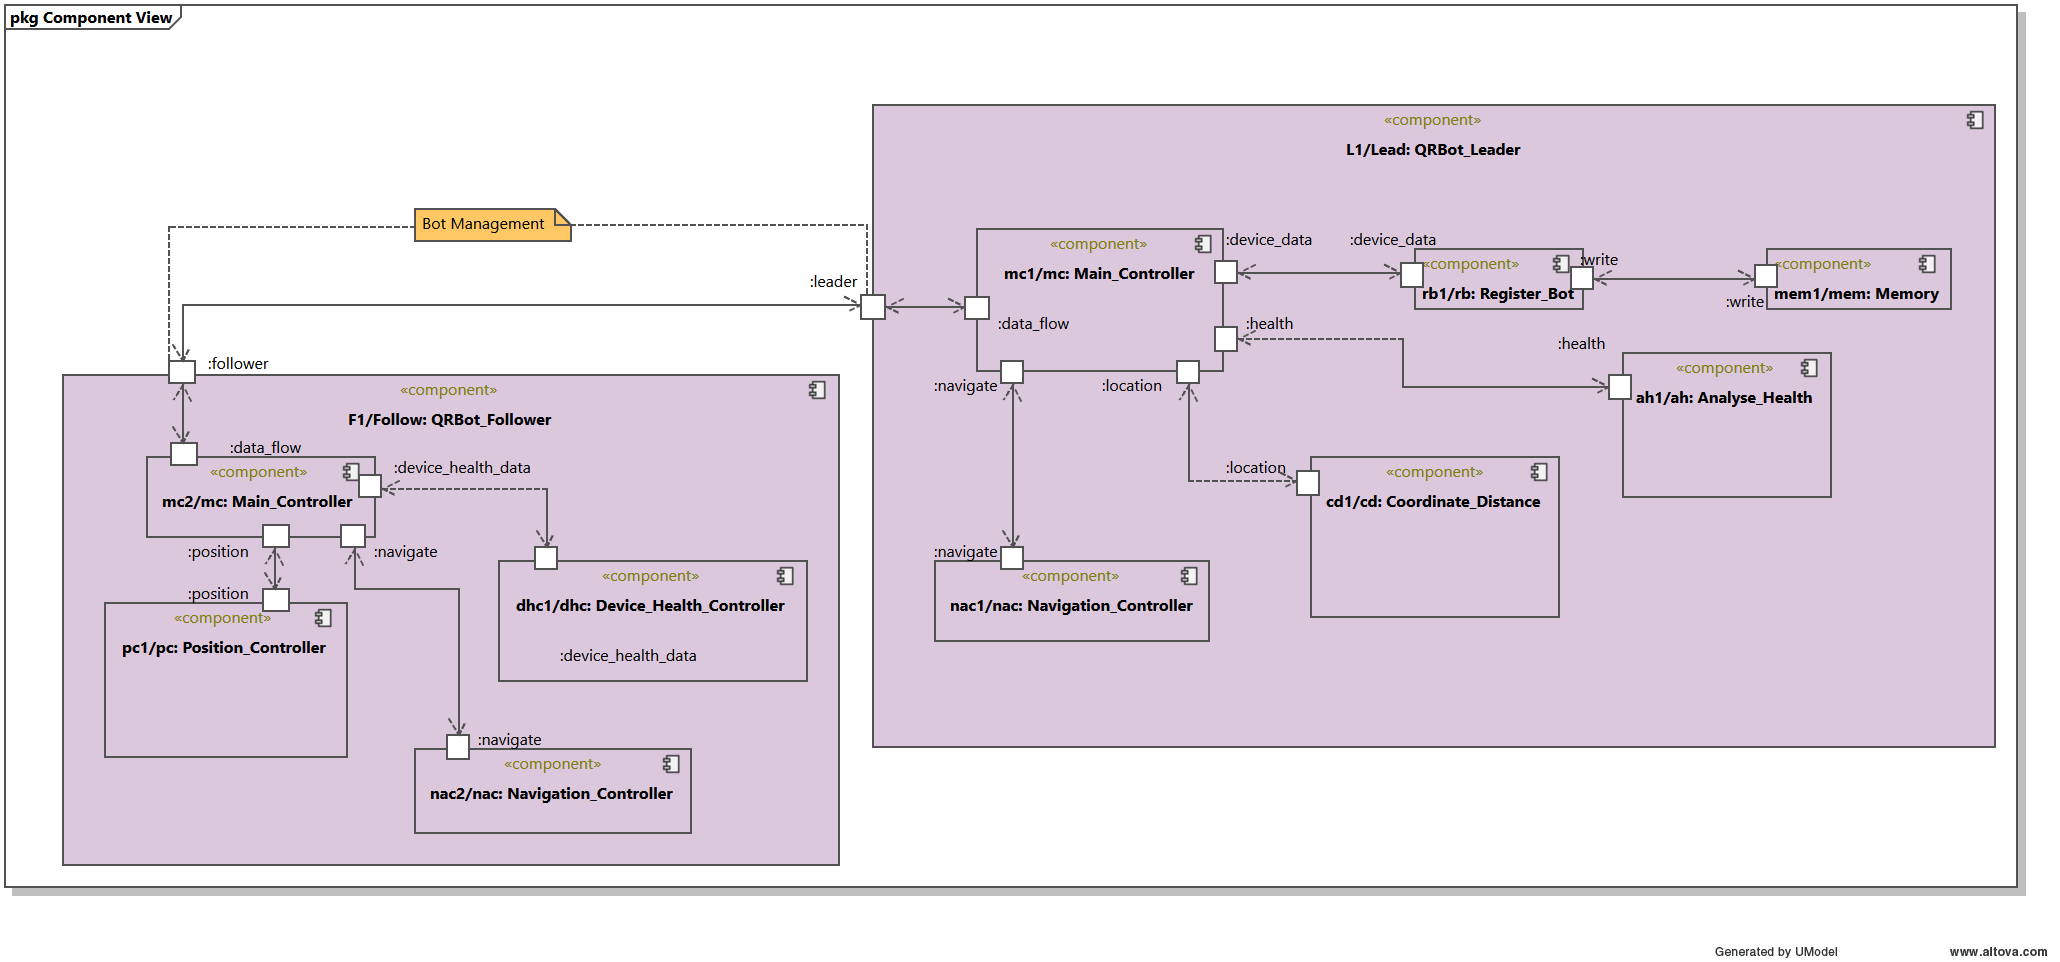 pkg Component View
«component»
L1/Lead: QRBot_Leader
Bot Management
:leader
«component»
mc1/mc: Main_Controller
:data_flow
:device_data
:device_data
«component»
rb1/rb: Register_Bot
:write
:write
«component»
mem1/mem: Memory
:health
:health
«component»
ah1/ah: Analyse_Health
:navigate
:location
:location
«component»
cd1/cd: Coordinate_Distance
:navigate
«component»
nac1/nac: Navigation_Controller
:follower
«component»
F1/Follow: QRBot_Follower
:data_flow
«component»
mc2/mc: Main_Controller
:device_health_data
:position
:navigate
:position
«component»
pc1/pc: Position_Controller
«component»
dhc1/dhc: Device_Health_Controller
:device_health_data
:navigate
«component»
nac2/nac: Navigation_Controller
Generated by UModel
www.altova.com